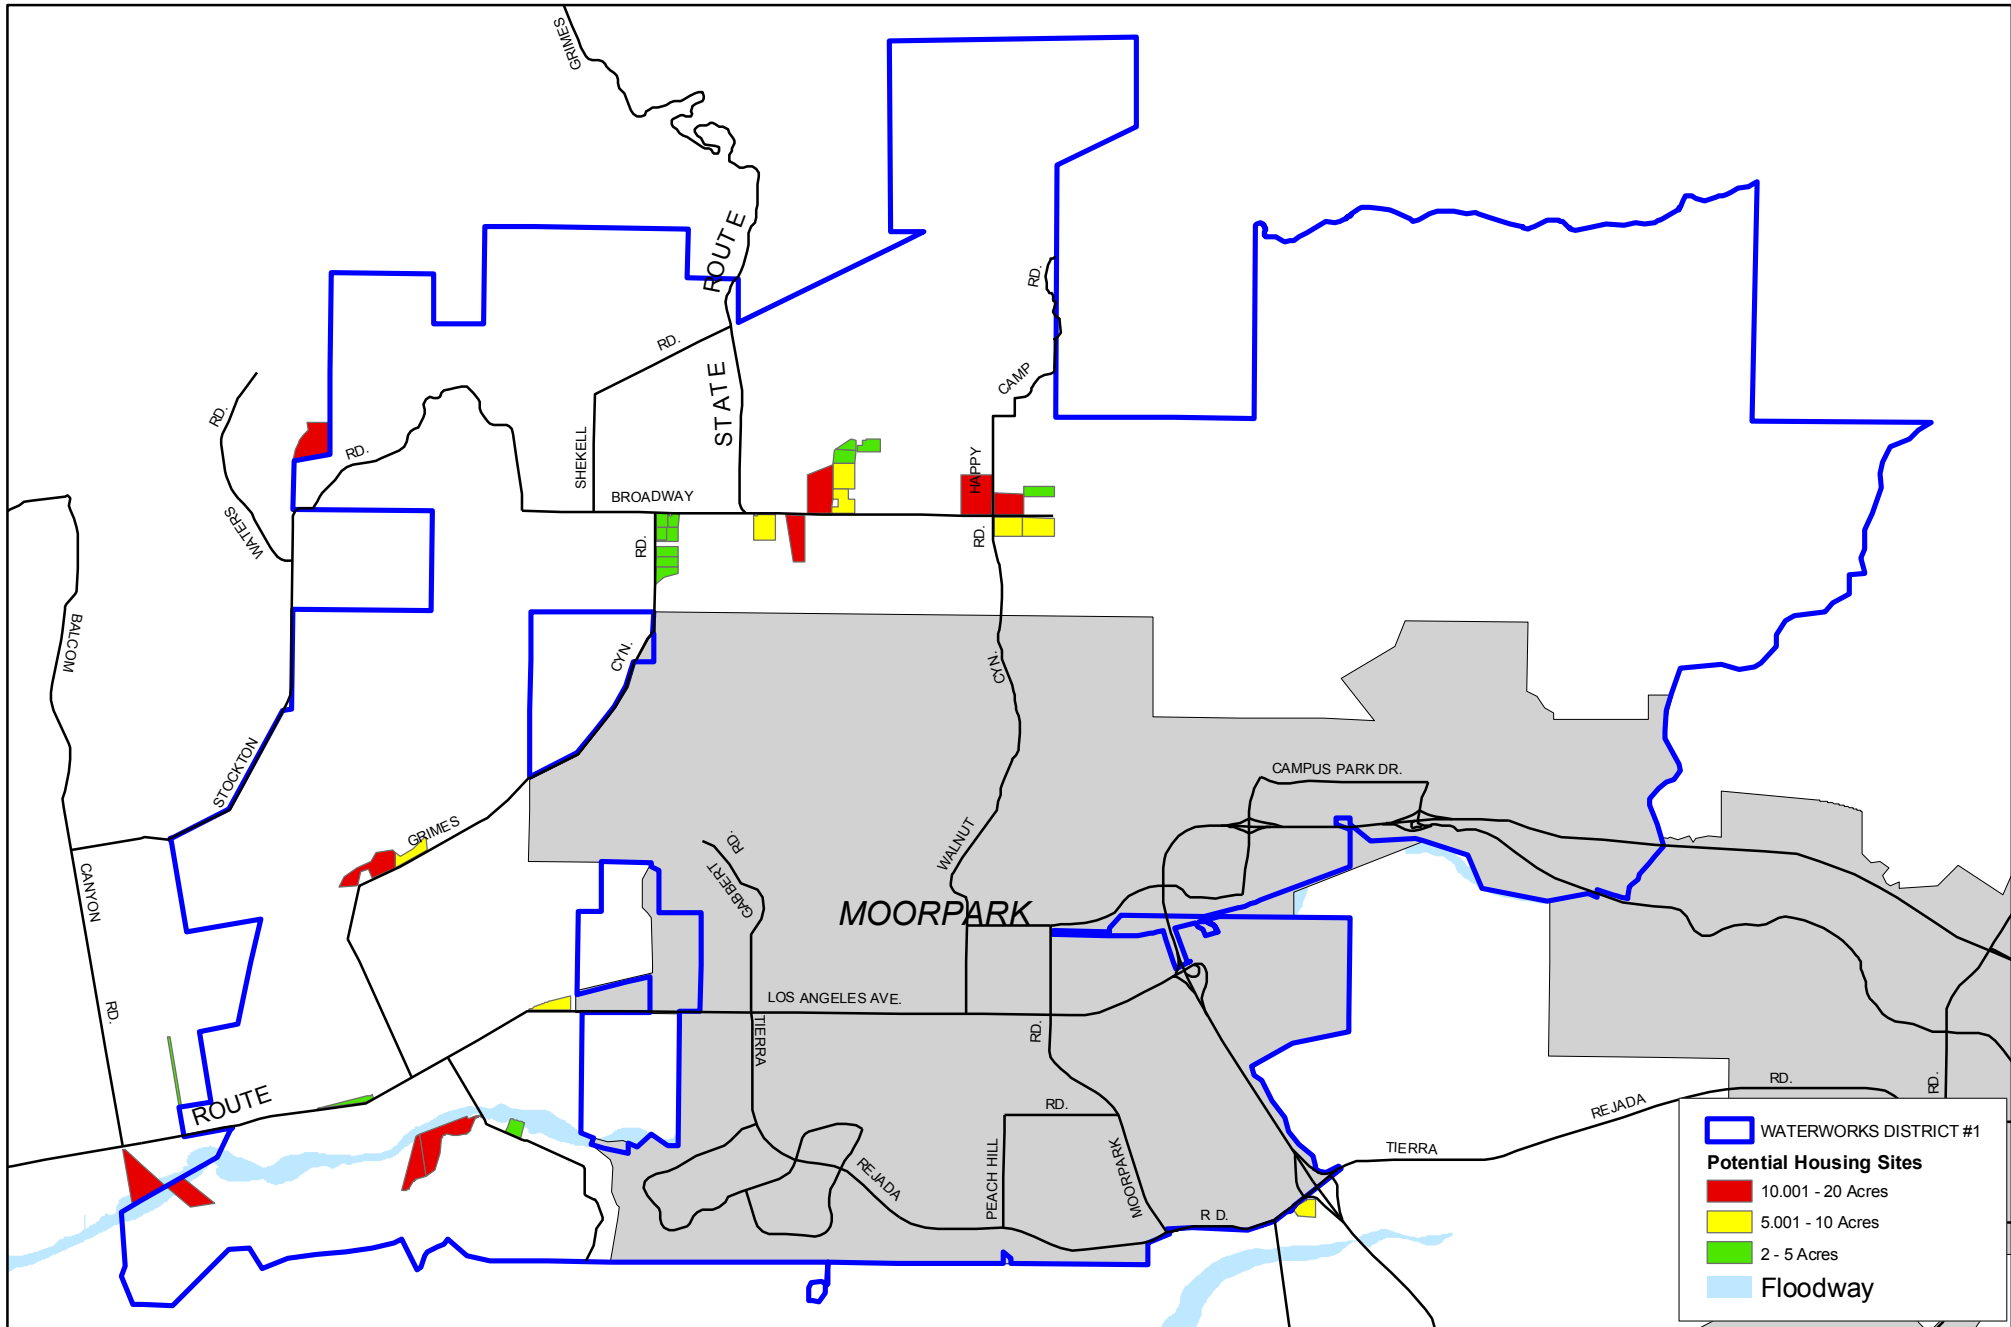 GRIMES
ROUTE
RD.
RD.
STATE
CAMP
RD.
RD.
SHEKELL
HAPPY
BROADWAY
WATERS
RD.
RD.
BALCOM
CYN.
CYN.
STOCKTON
CAMPUS PARK DR.
GRIMES
RD.
WALNUT
GABBERT
CANYON
MOORPARK
LOS ANGELES AVE.
RD.
TIERRA
RD.
ROUTE
RD.
RD.
RD.
REJADA
TIERRA
REJADA
PEACH HILL
MOORPARK
RD.
WATERWORKS DISTRICT #1
Potential Housing Sites
10.001 - 20 Acres
5.001 - 10 Acres
2 - 5 Acres
Floodway